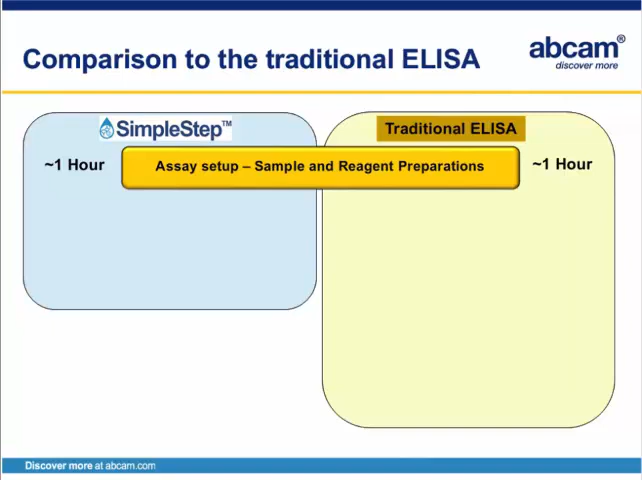 Comparison to the traditional ELISA
abcam®
discover more
SimpleStep™
Traditional ELISA
~1 Hour
Assay setup – Sample and Reagent Preparations
~1 Hour
Discover more at abcam.com